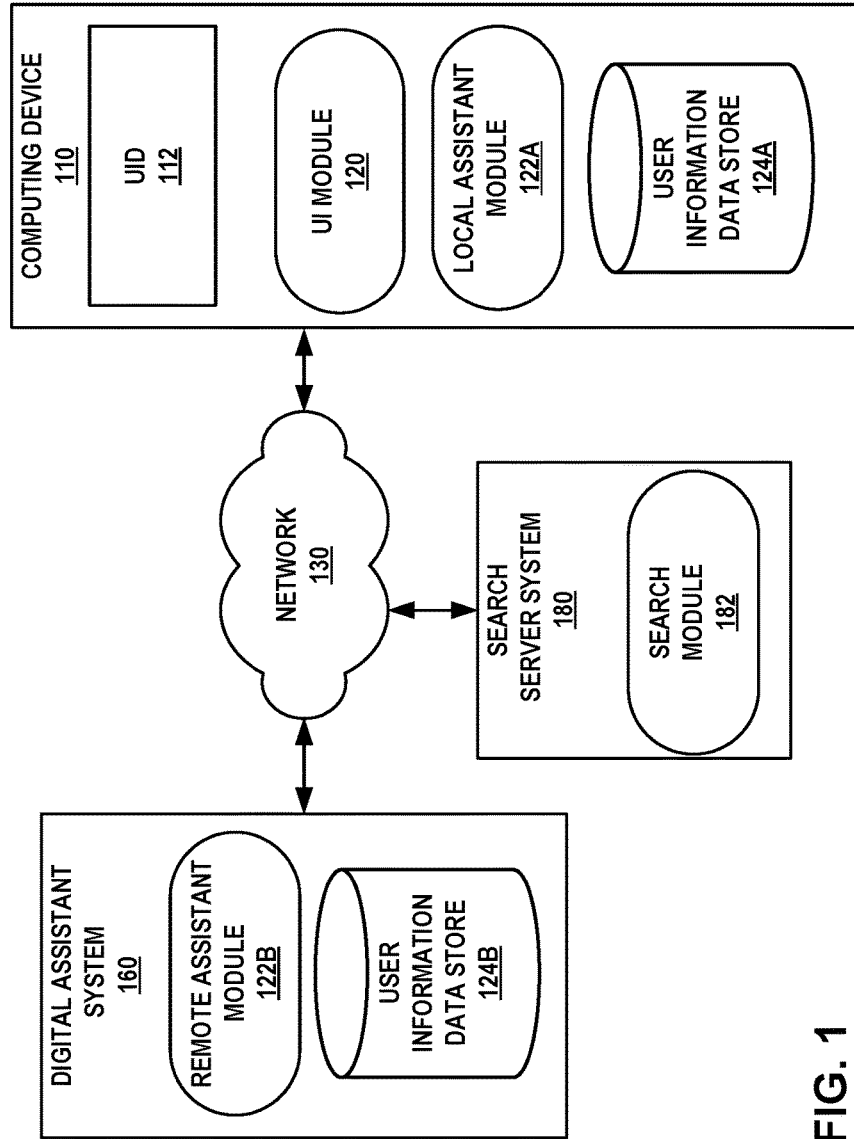 DIGITAL ASSISTANT
SYSTEM
160
REMOTE ASSISTANT
MODULE
122B
USER
INFORMATION
DATA STORE
124B
NETWORK
130
SEARCH
SERVER SYSTEM
180
SEARCH
MODULE
182
COMPUTING DEVICE
110
UID
112
UI MODULE
120
LOCAL ASSISTANT
MODULE
122A
USER
INFORMATION
DATA STORE
124A
FIG. 1